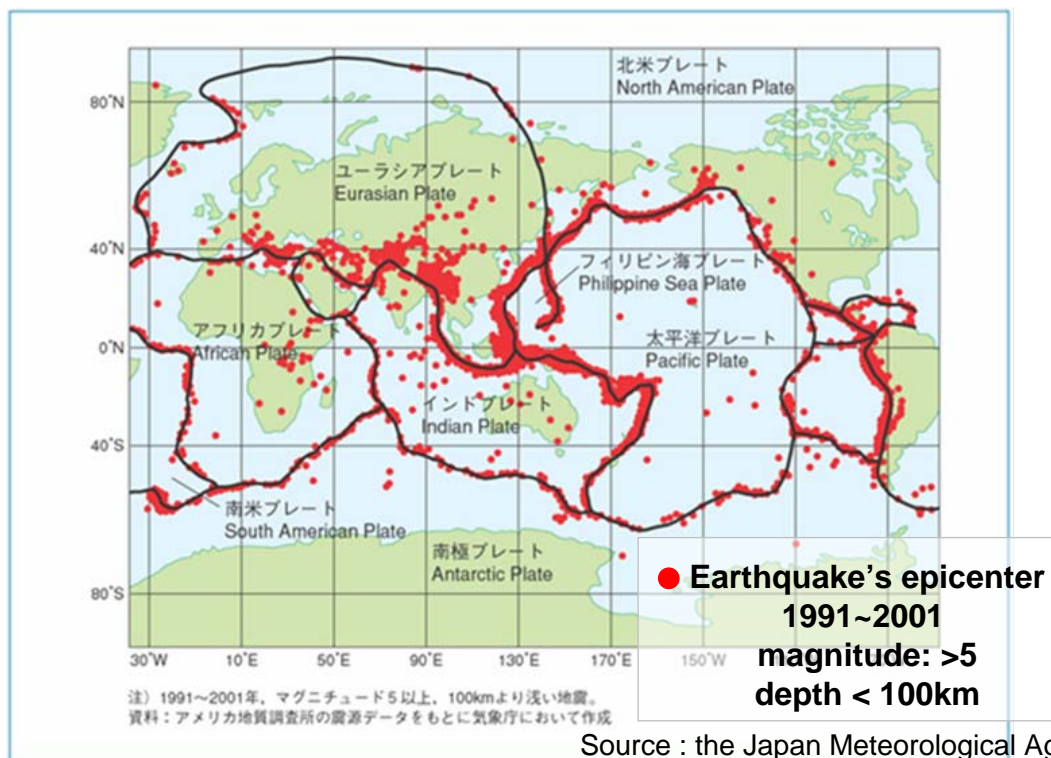 北米プレート
North American Plate
80°N
ユーラシアプレート
Eurasian Plate
40°N
フィリピン海プレート
Philippine Sea Plate
アフリカプレート
African Plate
太平洋プレート
Pacific Plate
0°N
インドプレート
Indian Plate
40°S
南米プレート
South American Plate
南極プレート
Antarctic Plate
80°S
Earthquake's epicenter
1991~2001
magnitude: >5
depth < 100km
30°W 10°E 50°E 90°E 130°E 170°E 150°W
注）1991～2001年，マグニチュード5以上，100kmより浅い地震。
資料：アメリカ地質調査所の震源データをもとに気象庁において作成
Source : the Japan Meteorological Ag